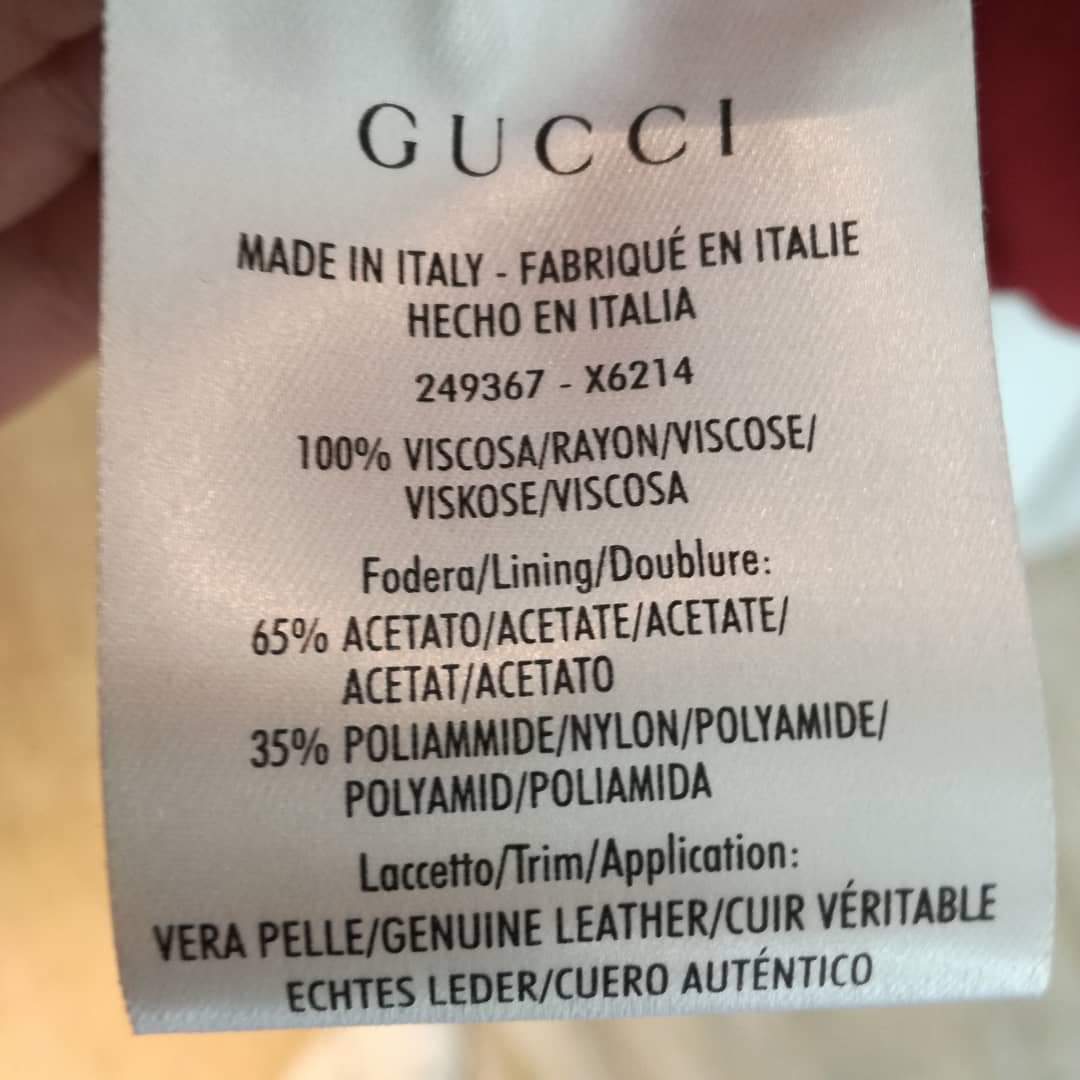 GUCCI
MADE IN ITALY - FABRIQUÉ EN ITALIE
HECHO EN ITALIA
249367 - X6214
100% VISCOSA/RAYON/VISCOSE/
VISKOSE/VISCOSA
Fodera/Lining/Doublure:
65% ACETATO/ACETATE/ACETATE/
ACETAT/ACETATO
35% POLIAMMIDE/NYLON/POLYAMIDE/
POLYAMID/POLIAMIDA
Laccetto/Trim/Application:
VERA PELLE/GENUINE LEATHER/CUIR VÉRITABLE
ECHTES LEDER/CUERO AUTÉNTICO